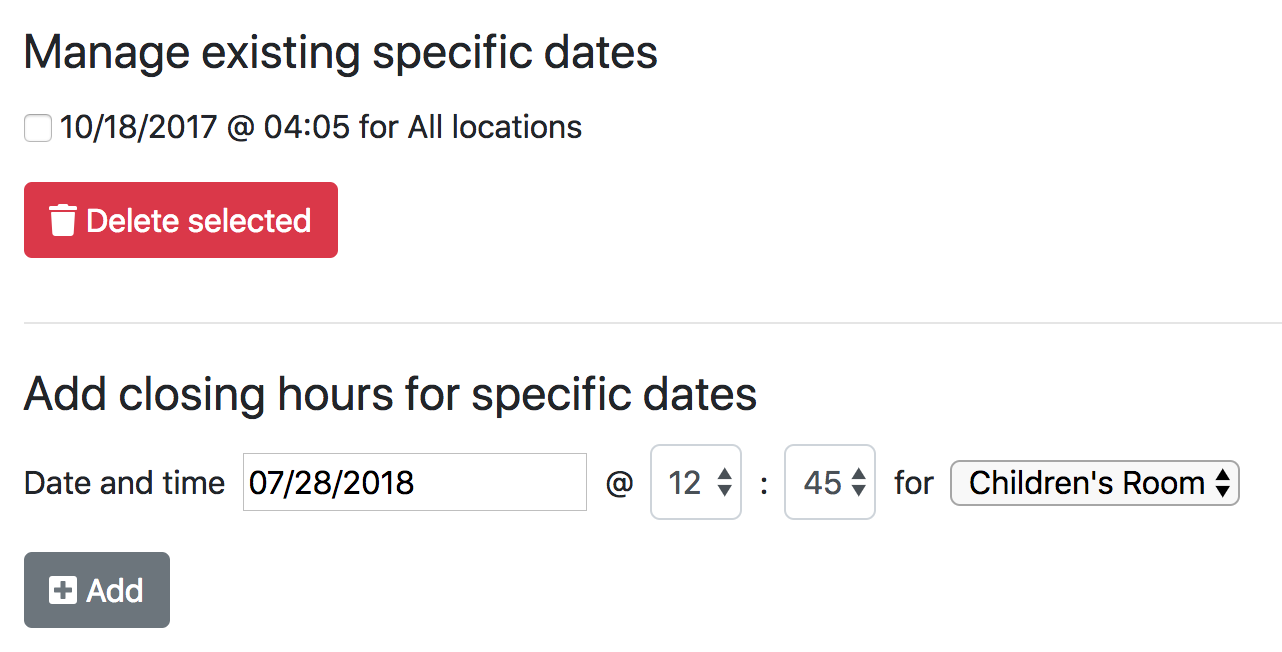 Manage existing specific dates
10/18/2017 @ 04:05 for All locations
Delete selected
Add closing hours for specific dates
Date and time 07/28/2018 @ 12 : 45 for Children's Room
Add